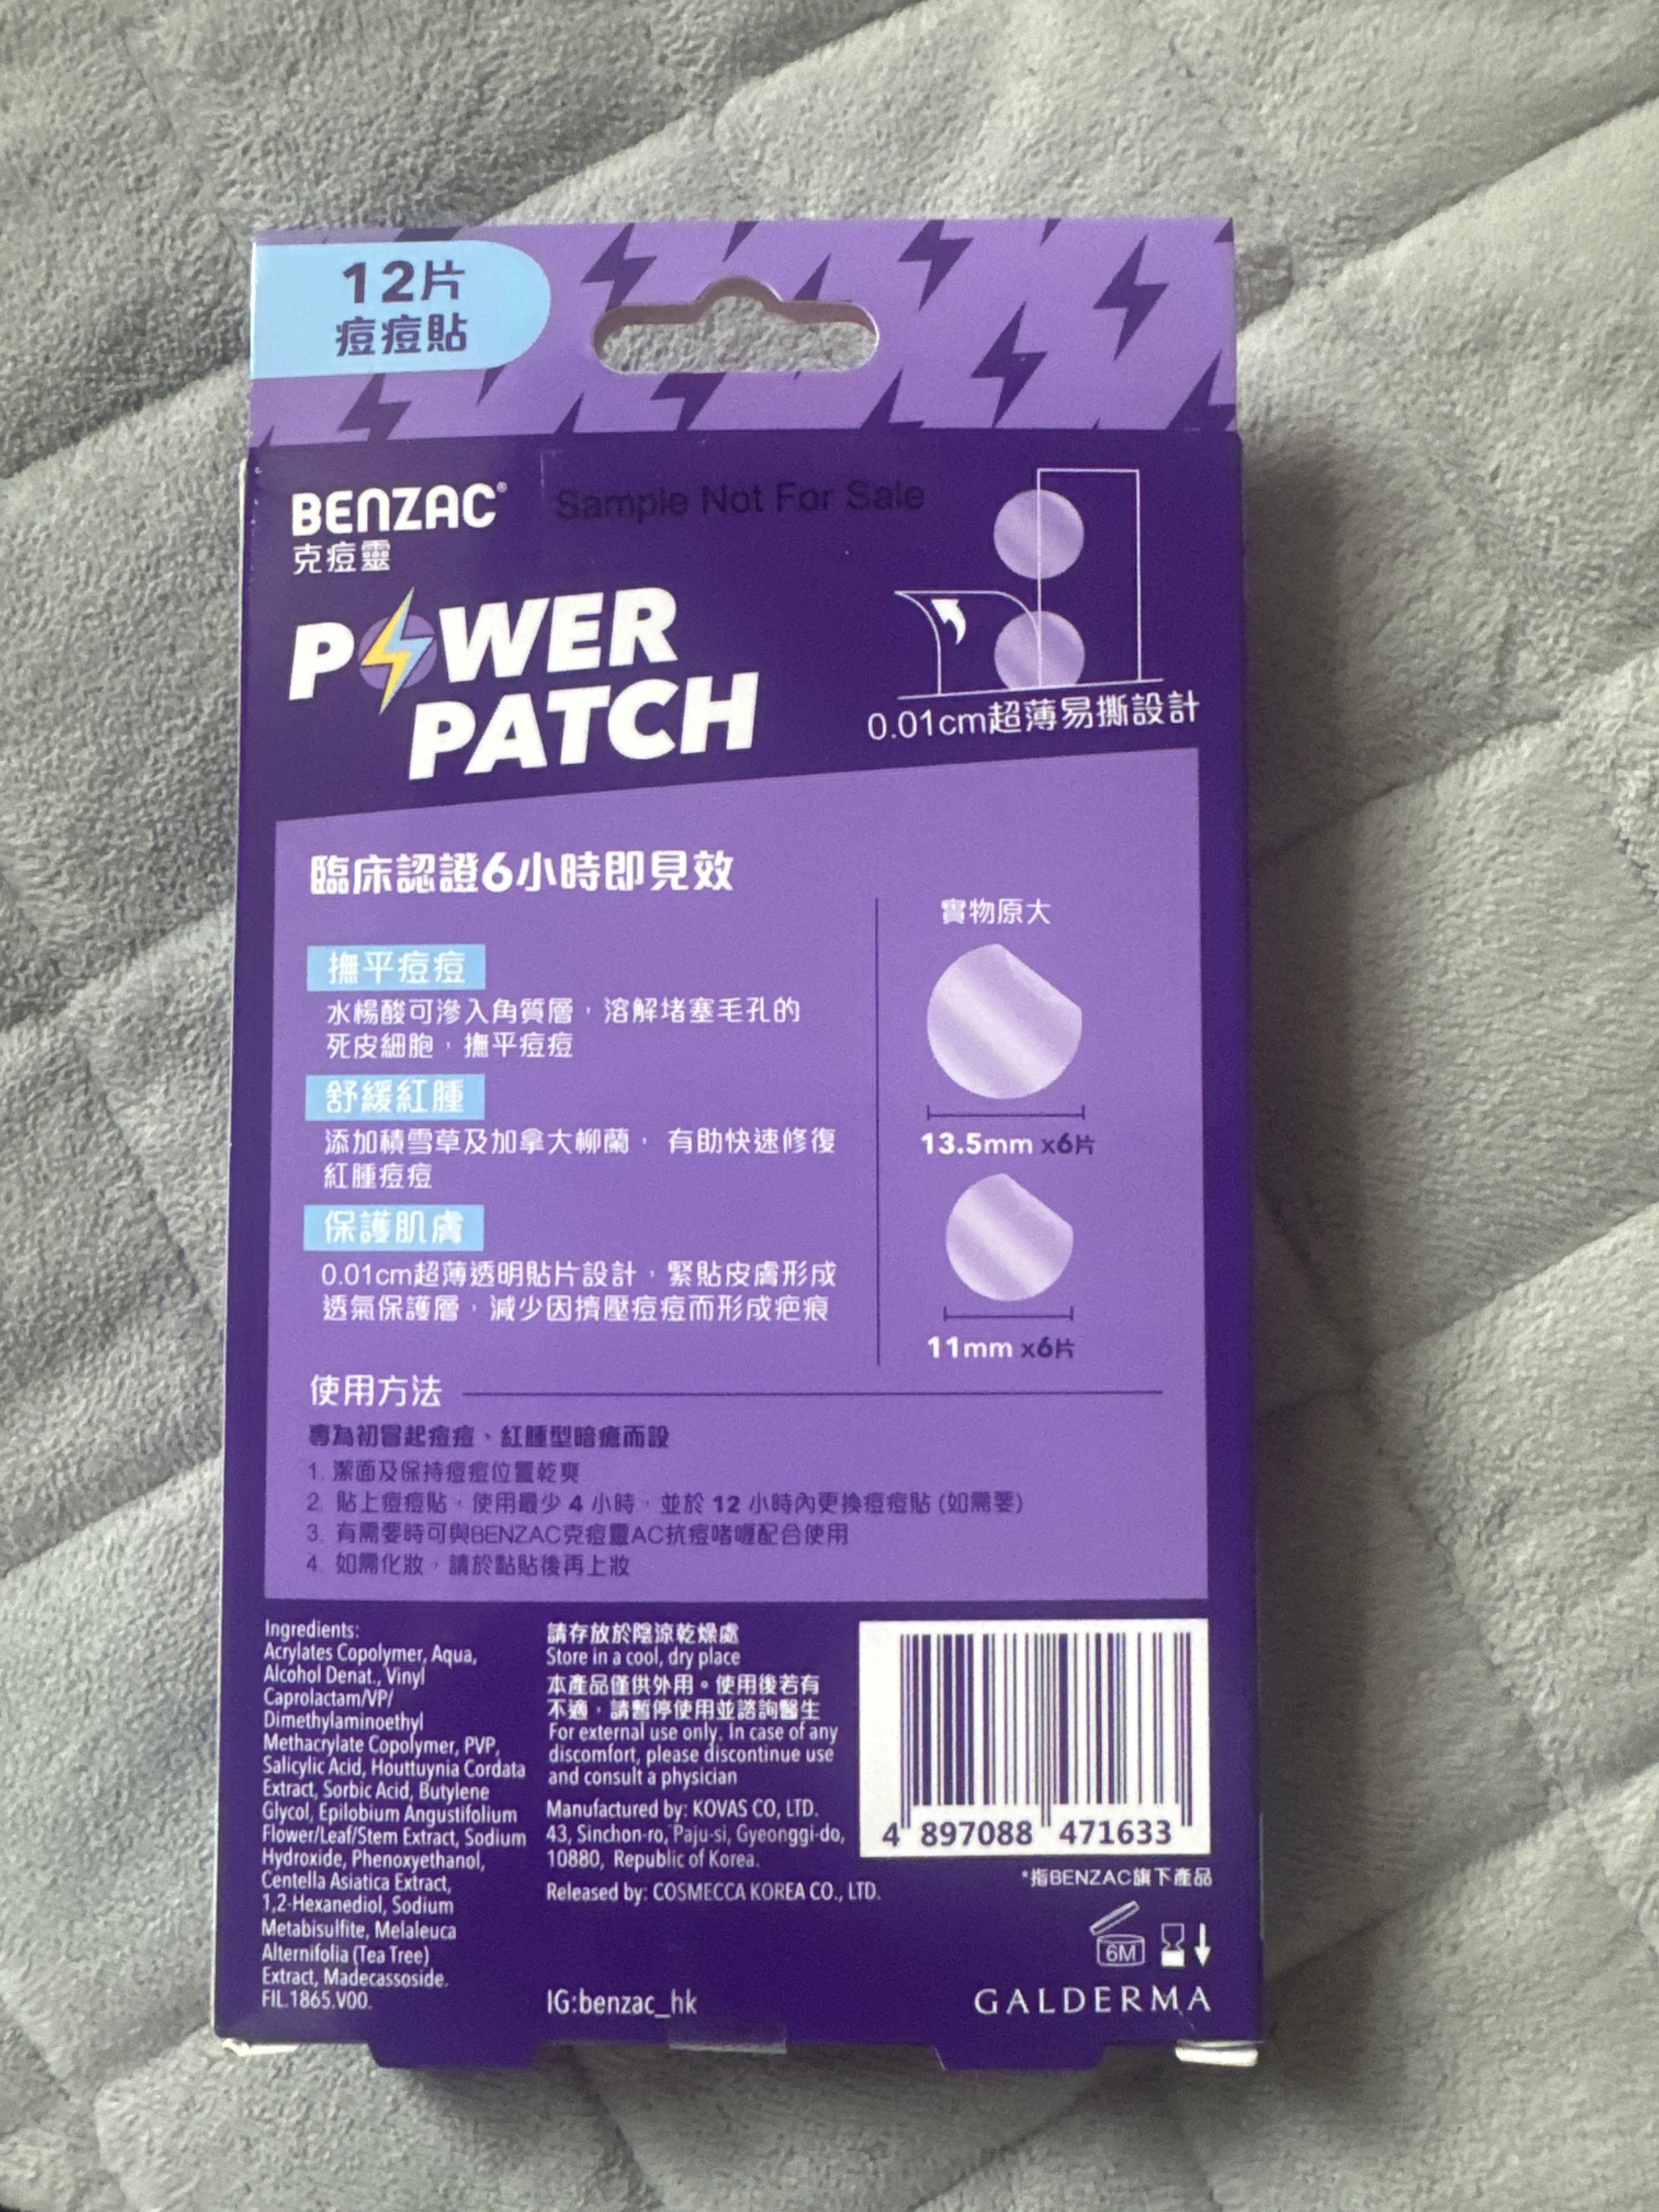 12片
痘痘貼
BENZAC®
克痘靈
Sample Not For Sale
POWER
PATCH
0.01cm超薄易撕設計
臨床認證6小時即見效
撫平痘痘
水楊酸可滲入角質層，溶解堵塞毛孔的
死皮細胞，撫平痘痘
舒緩紅腫
添加積雪草及加拿大柳蘭，有助快速修復
紅腫痘痘
保護肌膚
0.01cm超薄透明貼片設計，緊貼皮膚形成
透氣保護層，減少因擠壓痘痘而形成疤痕
實物原大
13.5mm x6片
11mm x6片
使用方法
專為初冒起痘痘、紅腫型暗瘡而設
1. 潔面及保持痘痘位置乾爽
2. 貼上痘痘貼，使用最少 4 小時，並於 12 小時內更換痘痘貼 (如需要)
3. 有需要時可與BENZAC克痘靈AC抗痘啫喱配合使用
4. 如需化妝，請於黏貼後再上妝
Ingredients:
Acrylates Copolymer, Aqua,
Alcohol Denat., Vinyl
Caprolactam/VP/
Dimethylaminoethyl
Methacrylate Copolymer, PVP,
Salicylic Acid, Houttuynia Cordata
Extract, Sorbic Acid, Butylene
Glycol, Epilobium Angustifolium
Flower/Leaf/Stem Extract, Sodium
Hydroxide, Phenoxyethanol,
Centella Asiatica Extract,
1,2-Hexanediol, Sodium
Metabisulfite, Melaleuca
Alternifolia (Tea Tree)
Extract, Madecassoside.
FIL.1865.V00.
請存放於陰涼乾燥處
Store in a cool, dry place
本產品僅供外用。使用後若有
不適，請暫停使用並諮詢醫生
For external use only. In case of any
discomfort, please discontinue use
and consult a physician
Manufactured by: KOVAS CO, LTD.
43, Sinchon-ro, Paju-si, Gyeonggi-do,
10880, Republic of Korea.
Released by: COSMECCA KOREA CO., LTD.
IG:benzac_hk
4 897088 471633
*指BENZAC旗下產品
6M
GALDERMA